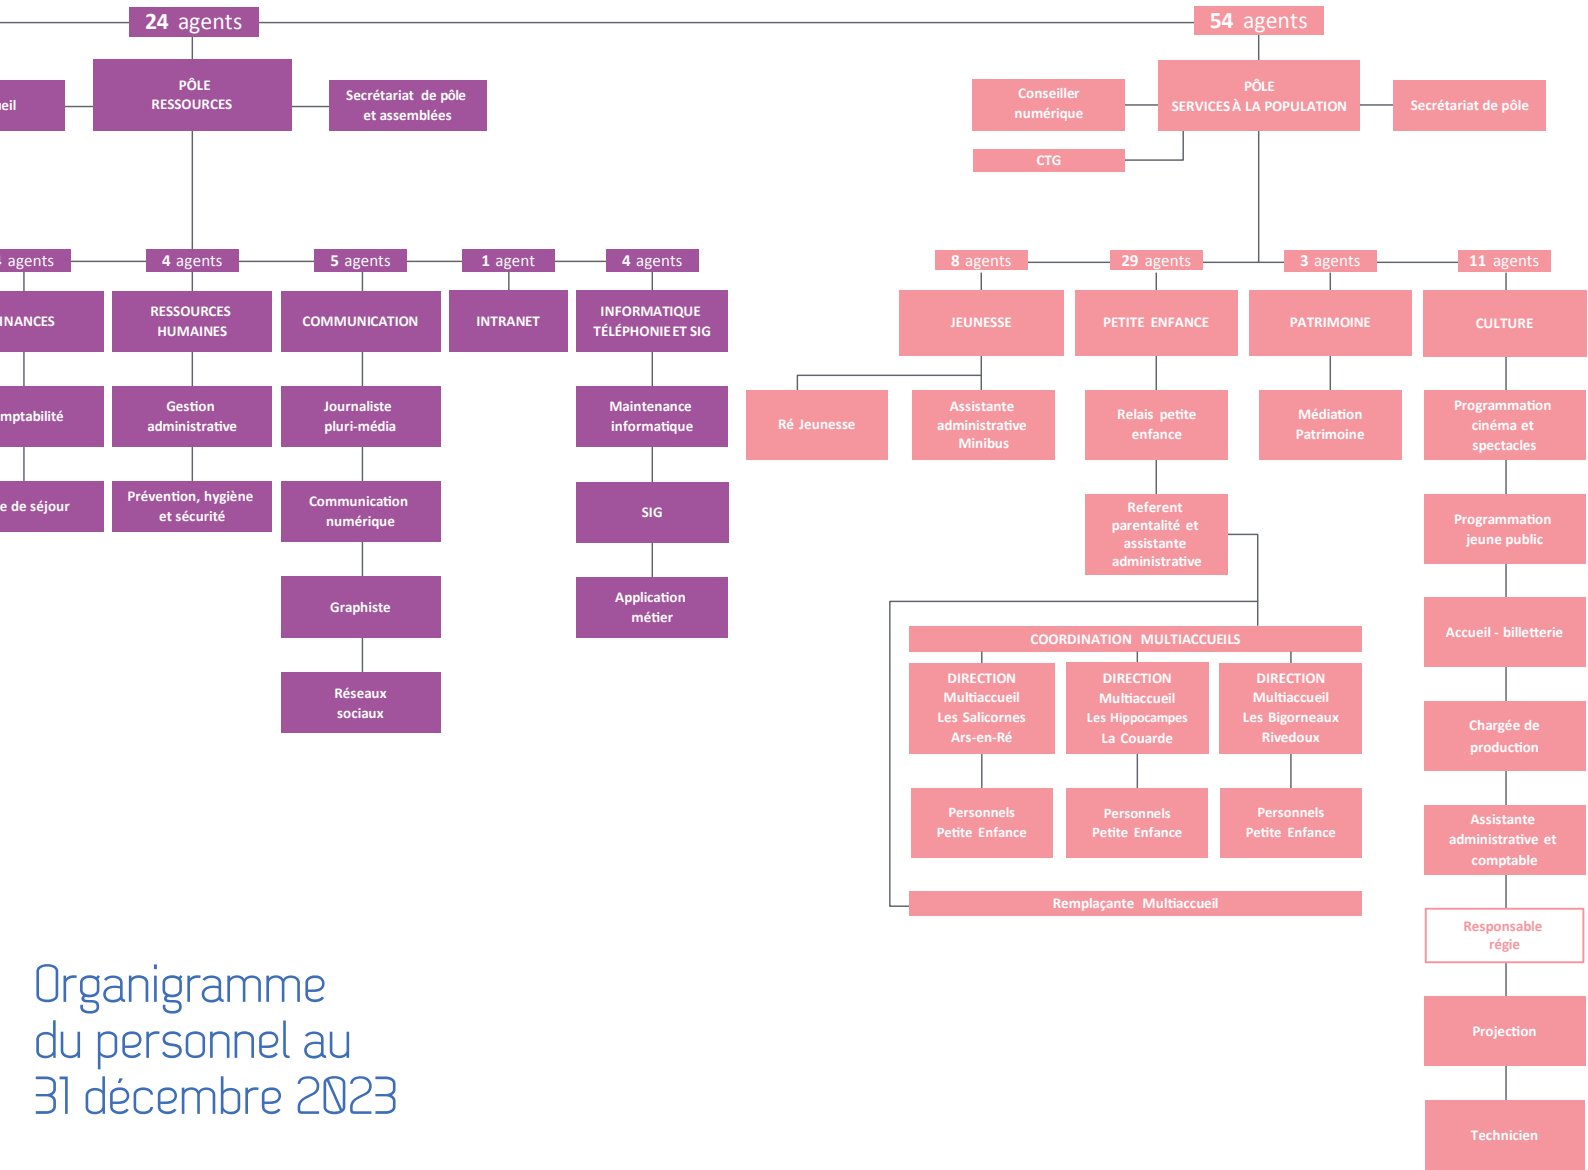 24 agents
54 agents
PÔLE
RESSOURCES
Secrétariat de pôle
et assemblées
Conseiller
numérique
PÔLE
SERVICES À LA POPULATION
Secrétariat de pôle
CTG
agents
4 agents
5 agents
1 agent
4 agents
8 agents
29 agents
3 agents
11 agents
INANCES
RESSOURCES
HUMAINES
COMMUNICATION
INTRANET
INFORMATIQUE
TÉLÉPHONIE ET SIG
JEUNESSE
PETITE ENFANCE
PATRIMOINE
CULTURE
mptabilité
Gestion
administrative
Journaliste
pluri-média
Maintenance
informatique
Ré Jeunesse
Assistante
administrative
Minibus
Relais petite
enfance
Médiation
Patrimoine
Programmation
cinéma et
spectacles
e de séjour
Prévention, hygiène
et sécurité
Communication
numérique
SIG
Referent
parentalité et
assistante
administrative
Programmation
jeune public
Graphiste
Application
métier
Accueil - billetterie
COORDINATION MULTIACCUEILS
Réseaux
sociaux
DIRECTION
Multiaccueil
Les Salicornes
Ars-en-Ré
DIRECTION
Multiaccueil
Les Hippocampes
La Couarde
DIRECTION
Multiaccueil
Les Bigorneaux
Rivedoux
Chargée de
production
Personnels
Petite Enfance
Personnels
Petite Enfance
Personnels
Petite Enfance
Assistante
administrative et
comptable
Remplaçante Multiaccueil
Responsable
régie
Projection
Technicien
Organigramme
du personnel au
31 décembre 2023